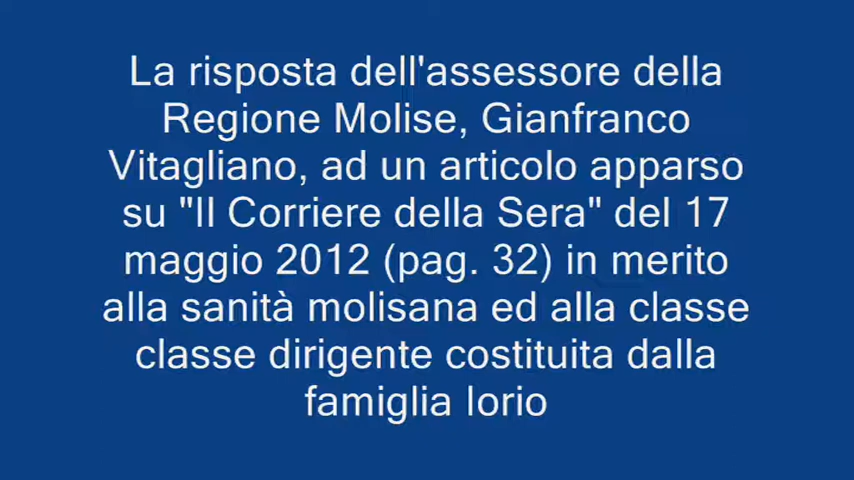 La risposta dell'assessore della
Regione Molise, Gianfranco
Vitagliano, ad un articolo apparso
su "Il Corriere della Sera" del 17
maggio 2012 (pag. 32) in merito
alla sanità molisana ed alla classe
classe dirigente costituita dalla
famiglia Iorio